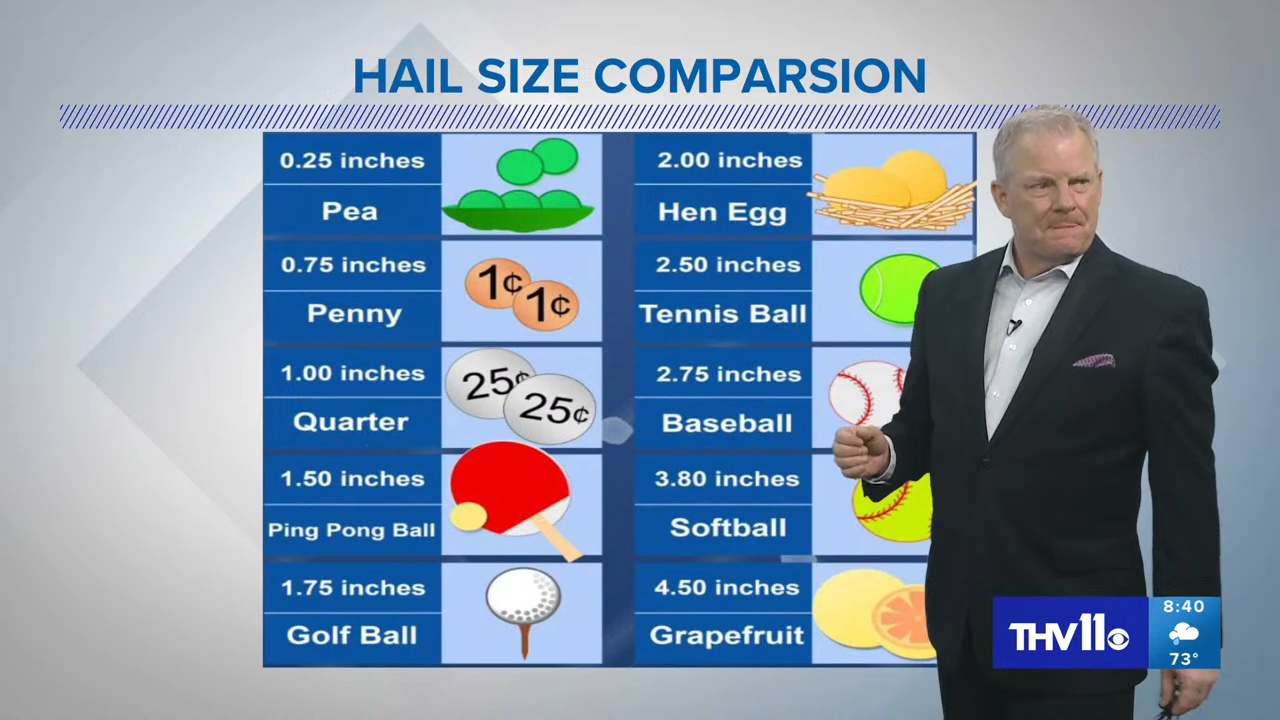 HAIL SIZE COMPARSION
0.25 inches
Pea
0.75 inches
Penny
1¢
1¢
1.00 inches
Quarter
25¢
25¢
1.50 inches
Ping Pong Ball
1.75 inches
Golf Ball
2.00 inches
Hen Egg
2.50 inches
Tennis Ball
2.75 inches
Baseball
3.80 inches
Softball
4.50 inches
Grapefruit
THV11
8:40
73°